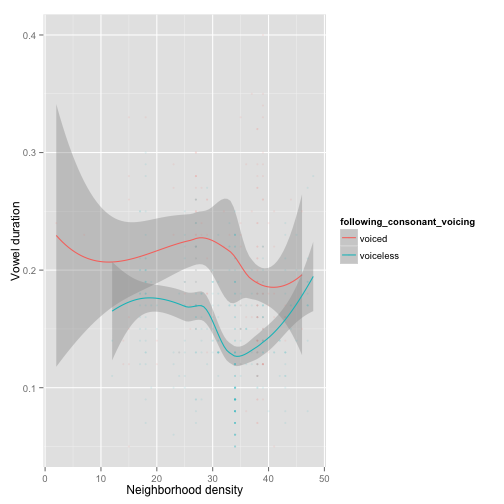 0.4
0.3
0.2
0.1
Vowel duration
0 10 20 30 40 50
Neighborhood density
following_consonant_voicing
voiced
voiceless